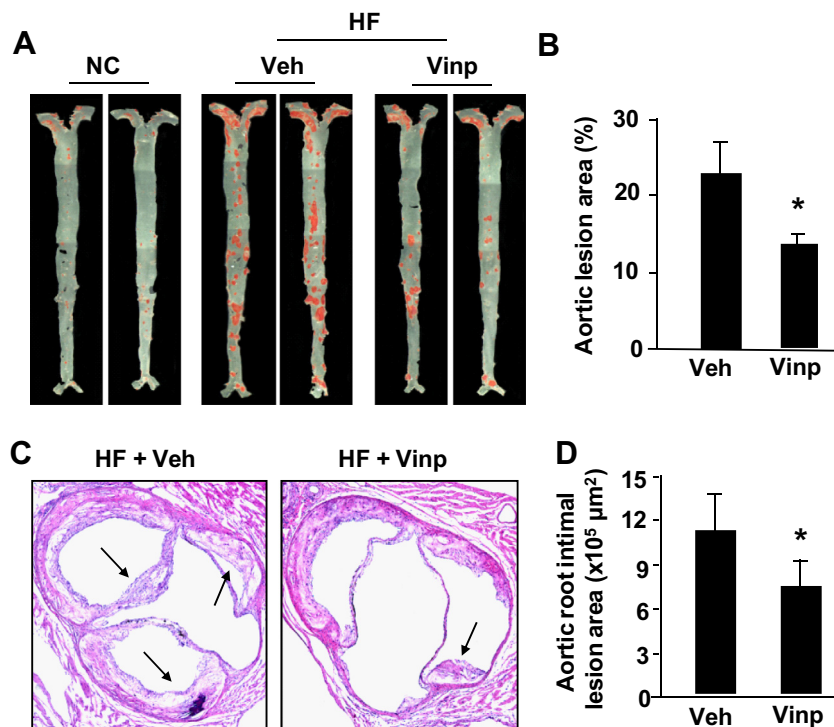 A
HF
NC
Veh
Vinp
B
Aortic lesion area (%)
30
20
10
0
Veh
Vinp
*
C
HF + Veh
HF + Vinp
D
Aortic root intimal
lesion area (x10⁵ µm²)
15
12
9
6
3
0
Veh
Vinp
*